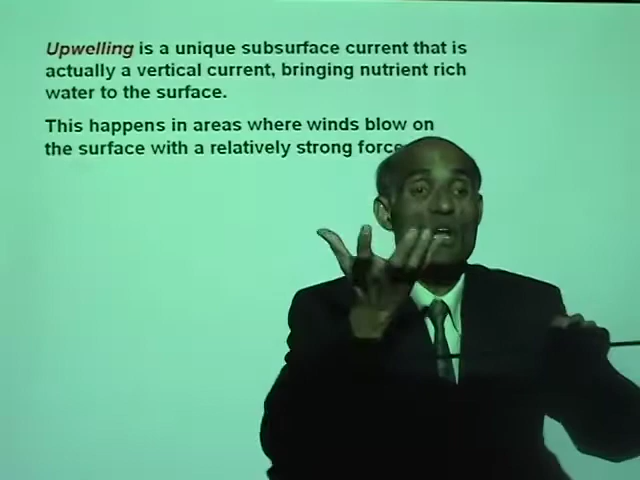 Upwelling is a unique subsurface current that is
actually a vertical current, bringing nutrient rich
water to the surface.
This happens in areas where winds blow on
the surface with a relatively strong force